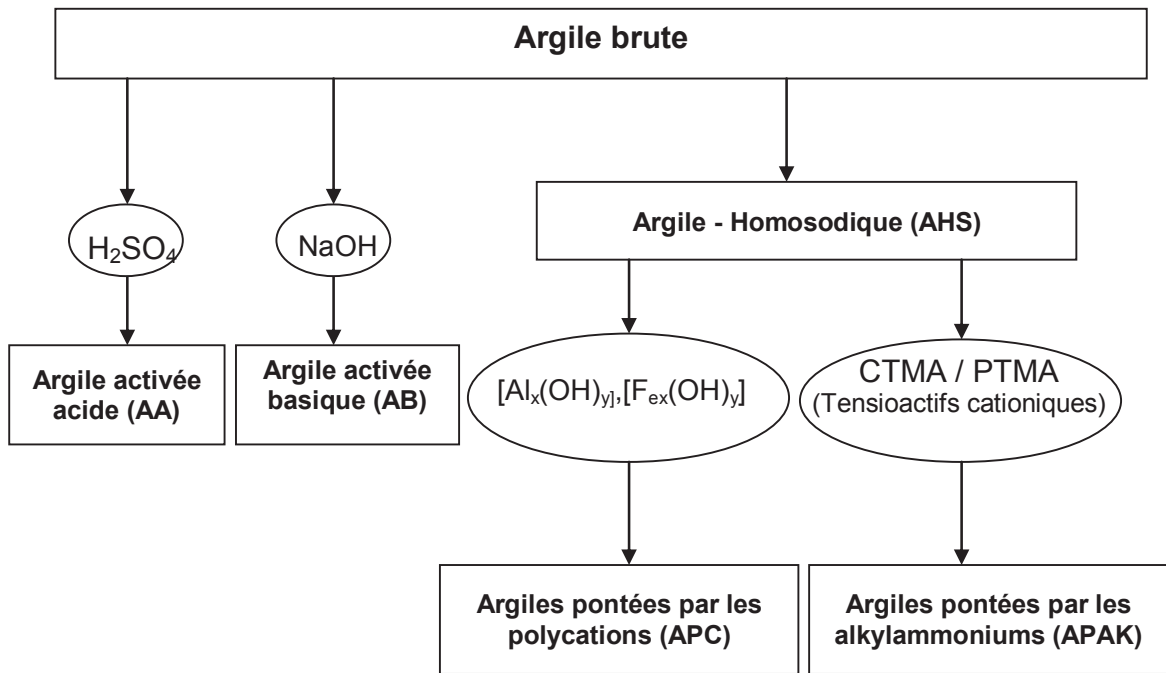 Argile brute
H₂SO₄
NaOH
Argile - Homosodique (AHS)
Argile activée
acide (AA)
Argile activée
basique (AB)
[Alₓ(OH)ᵧ],[Fₑₓ(OH)ᵧ]
CTMA / PTMA
(Tensioactifs cationiques)
Argiles pontées par les
polycations (APC)
Argiles pontées par les
alkylammoniums (APAK)